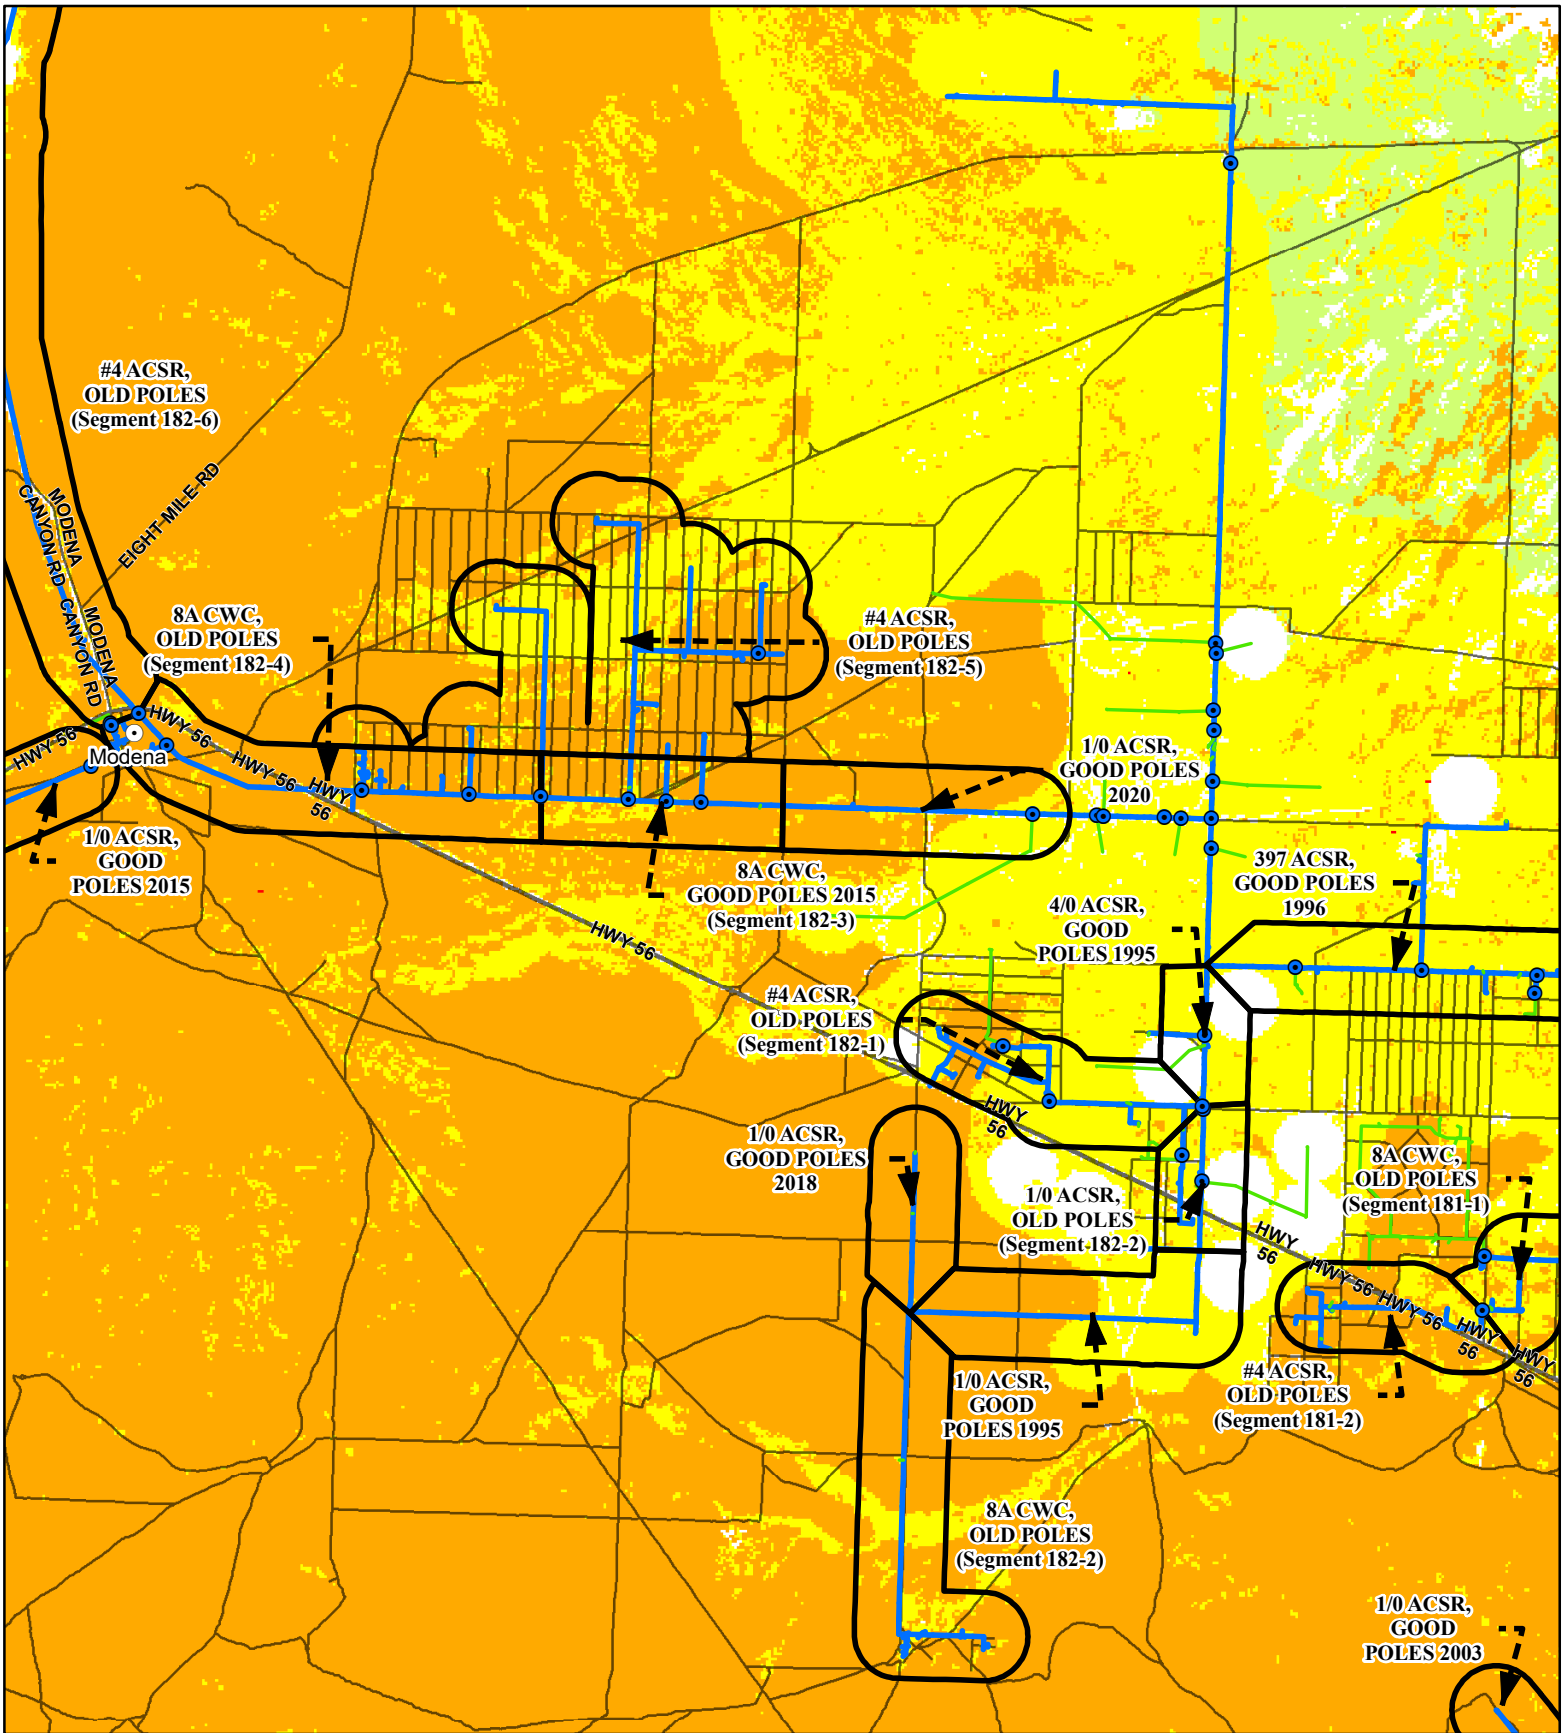 #4 ACSR,
OLD POLES
(Segment 182-6)
MODENA
CANYON RD
EIGHT MILE RD
MODENA
CANYON RD
8A CWC,
OLD POLES
(Segment 182-4)
#4 ACSR,
OLD POLES
(Segment 182-5)
HWY 56
HWY 56
Modena
HWY 56
HWY
56
1/0 ACSR,
GOOD POLES
2020
1/0 ACSR,
GOOD
POLES 2015
8A CWC,
GOOD POLES 2015
(Segment 182-3)
397 ACSR,
GOOD POLES
1996
HWY 56
4/0 ACSR,
GOOD
POLES 1995
#4 ACSR,
OLD POLES
(Segment 182-1)
HWY
56
1/0 ACSR,
GOOD POLES
2018
8A CWC,
OLD POLES
(Segment 181-1)
1/0 ACSR,
OLD POLES
(Segment 182-2)
HWY
56
HWY 56
HWY 56
HWY
56
HWY
56
1/0 ACSR,
GOOD
POLES 1995
#4 ACSR,
OLD POLES
(Segment 181-2)
8A CWC,
OLD POLES
(Segment 182-2)
1/0 ACSR,
GOOD
POLES 2003